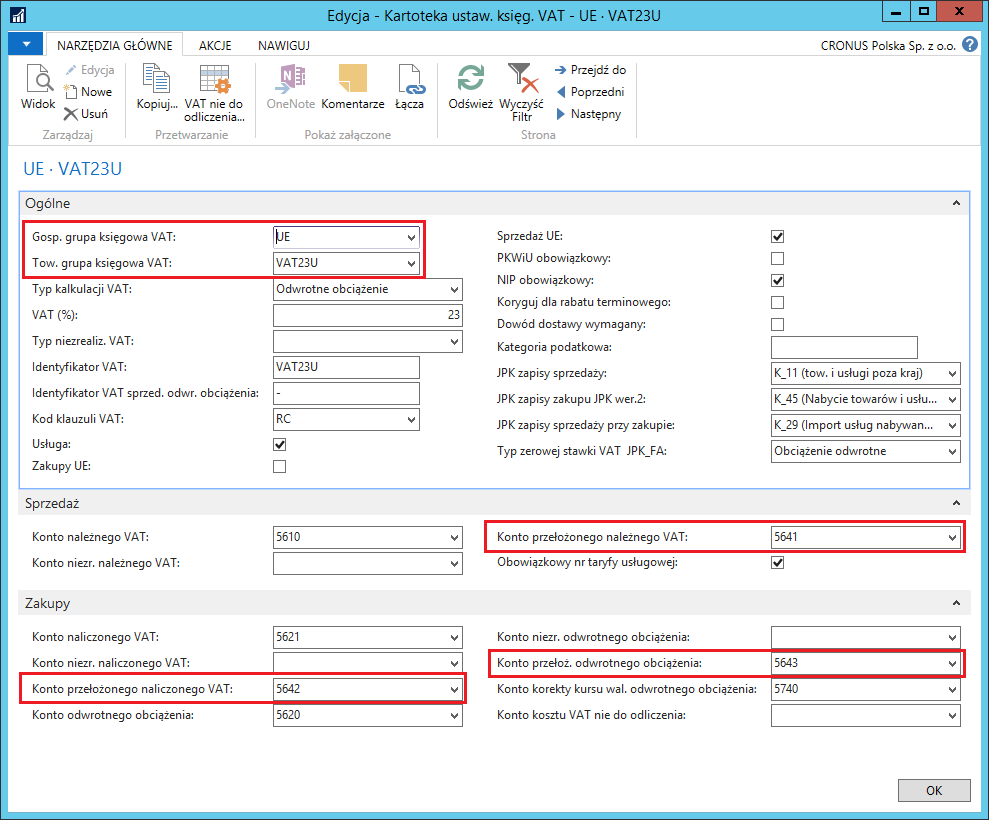 Edycja - Kartoteka ustaw. księg. VAT - UE · VAT23U
NARZĘDZIA GŁÓWNE
AKCJE
NAWIGUJ
CRONUS Polska Sp. z o.o.
?
Widok
Edycja
Nowe
Usuń
Zarządzaj
Kopiuj...
VAT nie do
odliczenia...
Przetwarzanie
OneNote
Komentarze
Łącza
Pokaż załączone
Odśwież
Wyczyść
Filtr
Przejdź do
Poprzedni
Następny
Strona
UE · VAT23U
Ogólne
Gosp. grupa księgowa VAT: UE
Tow. grupa księgowa VAT: VAT23U
Typ kalkulacji VAT: Odwrotne obciążenie
VAT (%): 23
Typ niezrealiz. VAT:
Identyfikator VAT: VAT23U
Identyfikator VAT sprzed. odwr. obciążenia: -
Kod klauzuli VAT: RC
Usługa:
Zakupy UE:
Sprzedaż UE:
PKWiU obowiązkowy:
NIP obowiązkowy:
Koryguj dla rabatu terminowego:
Dowód dostawy wymagany:
Kategoria podatkowa:
JPK zapisy sprzedaży: K_11 (tow. i usługi poza kraj)
JPK zapisy zakupu JPK wer.2: K_45 (Nabycie towarów i usłu...
JPK zapisy sprzedaży przy zakupie: K_29 (Import usług nabywan...
Typ zerowej stawki VAT JPK_FA: Obciążenie odwrotne
Sprzedaż
Konto należnego VAT: 5610
Konto niezr. należnego VAT:
Konto przełożonego należnego VAT: 5641
Obowiązkowy nr taryfy usługowej:
Zakupy
Konto naliczonego VAT: 5621
Konto niezr. naliczonego VAT:
Konto przełożonego naliczonego VAT: 5642
Konto odwrotnego obciążenia: 5620
Konto niezr. odwrotnego obciążenia:
Konto przełoż. odwrotnego obciążenia: 5643
Konto korekty kursu wal. odwrotnego obciążenia: 5740
Konto kosztu VAT nie do odliczenia:
OK